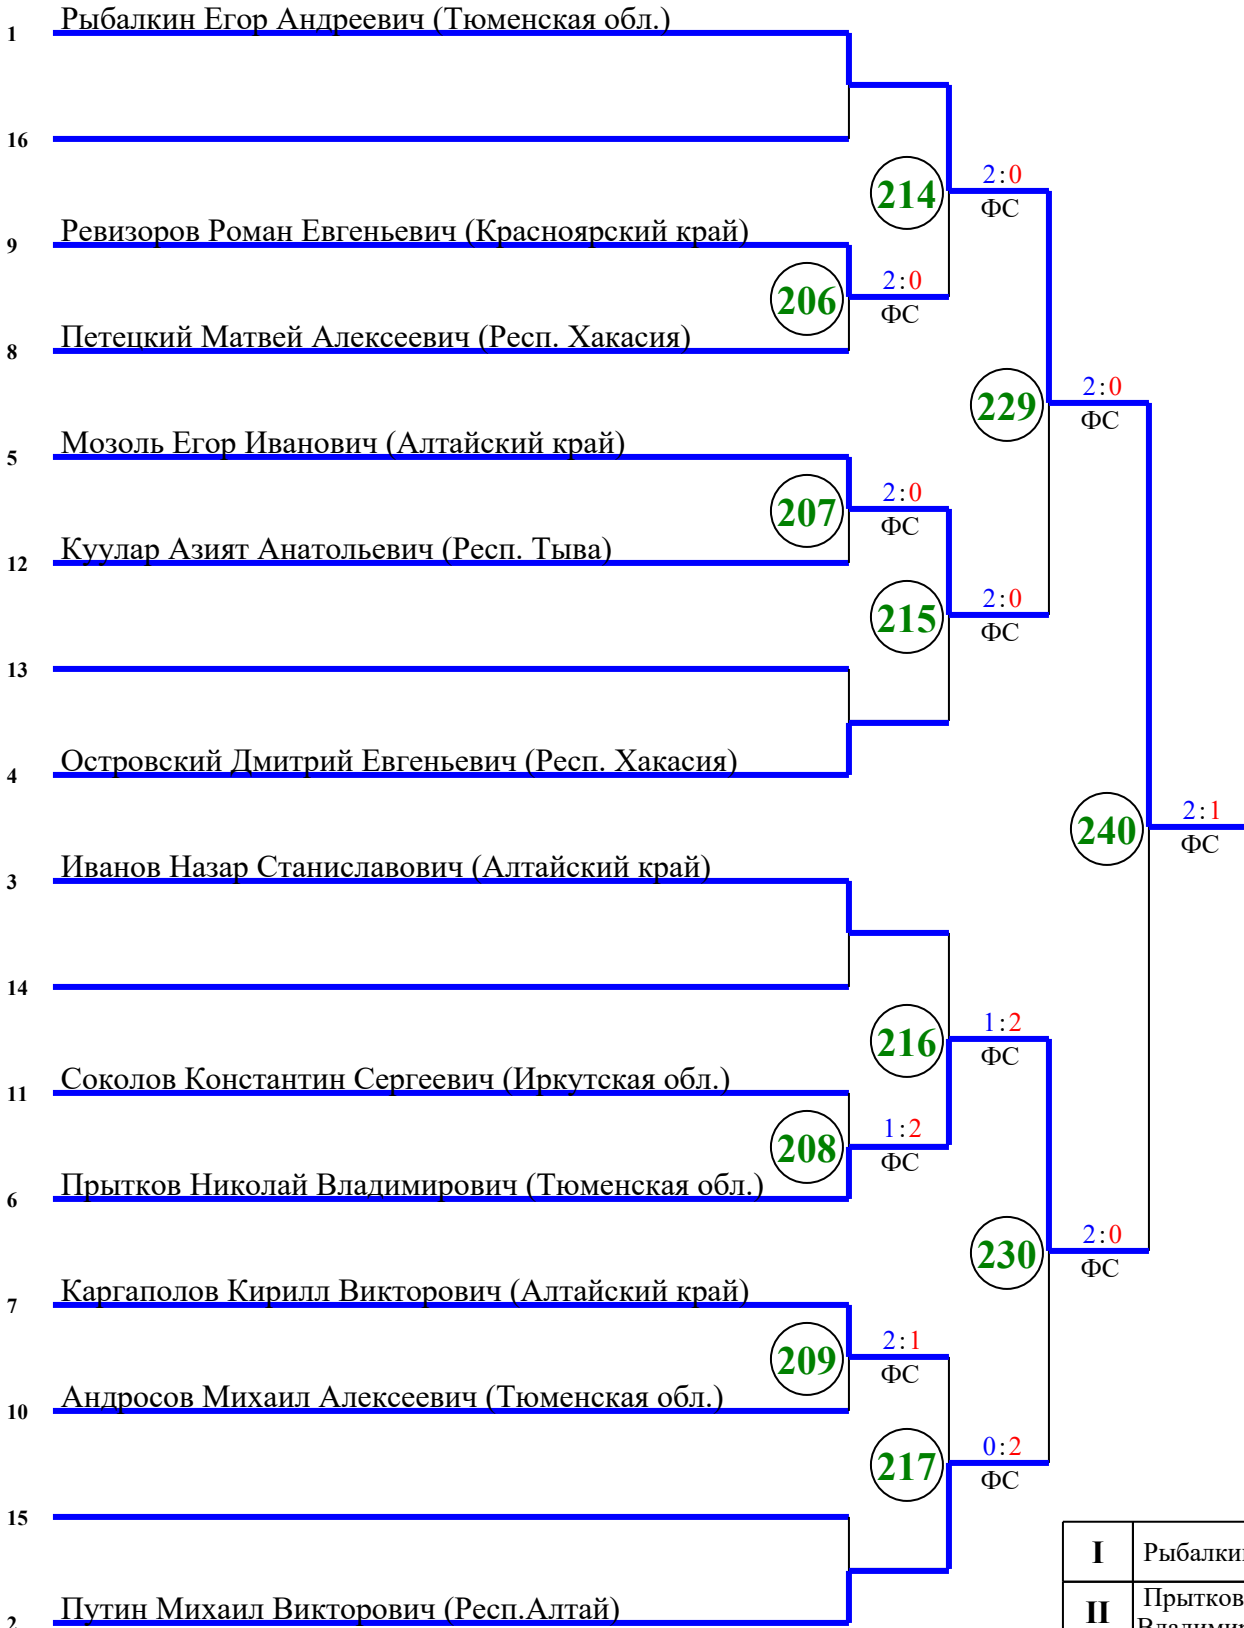 1 Рыбалкин Егор Андреевич (Тюменская обл.)
16
214 2:0
ФС
9 Ревизоров Роман Евгеньевич (Красноярский край)
206 2:0
ФС
8 Петецкий Матвей Алексеевич (Респ. Хакасия)
229 2:0
ФС
5 Мозоль Егор Иванович (Алтайский край)
207 2:0
ФС
12 Куулар Азият Анатольевич (Респ. Тыва)
215 2:0
ФС
13
4 Островский Дмитрий Евгеньевич (Респ. Хакасия)
240 2:1
ФС
3 Иванов Назар Станиславович (Алтайский край)
14
216 1:2
ФС
11 Соколов Константин Сергеевич (Иркутская обл.)
208 1:2
ФС
6 Прытков Николай Владимирович (Тюменская обл.)
230 2:0
ФС
7 Каргаполов Кирилл Викторович (Алтайский край)
209 2:1
ФС
10 Андросов Михаил Алексеевич (Тюменская обл.)
217 0:2
ФС
15
I Рыбалкин
2 Путин Михаил Викторович (Респ.Алтай)
II Прытков